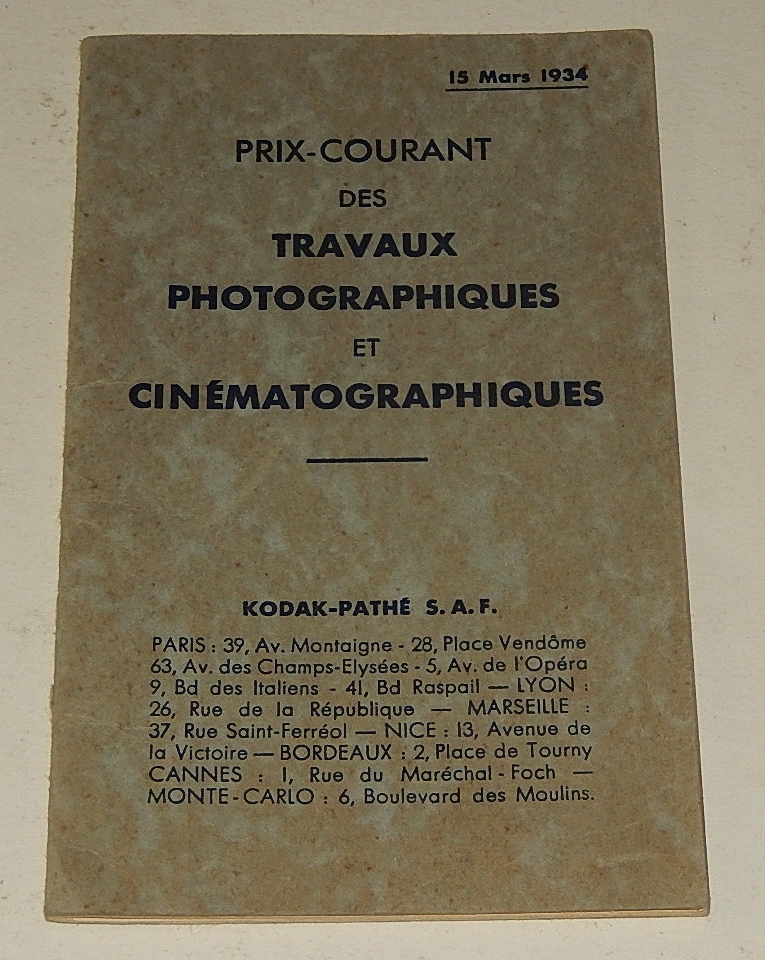 15 Mars 1934
PRIX-COURANT
DES
TRAVAUX
PHOTOGRAPHIQUES
ET
CINÉMATOGRAPHIQUES
KODAK-PATHÉ S.A.F.
PARIS : 39, Av. Montaigne - 28, Place Vendôme
63, Av. des Champs-Elysées - 5, Av. de l'Opéra
9, Bd des Italiens - 41, Bd Raspail — LYON :
26, Rue de la République — MARSEILLE :
37, Rue Saint-Ferréol — NICE : 13, Avenue de
la Victoire — BORDEAUX : 2, Place de Tourny
CANNES : 1, Rue du Maréchal-Foch —
MONTE-CARLO : 6, Boulevard des Moulins.